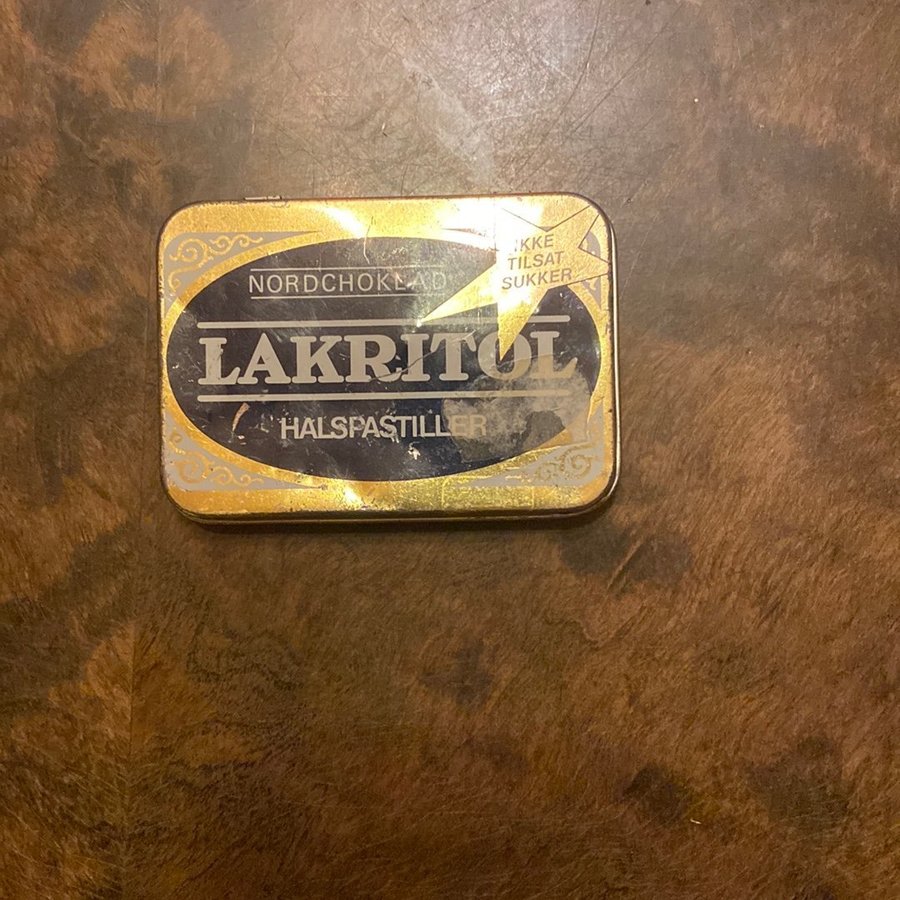 IKKE
TILSAT
SUKKER
NORDCHOKLAD
LAKRITOL
HALSPASTILLER